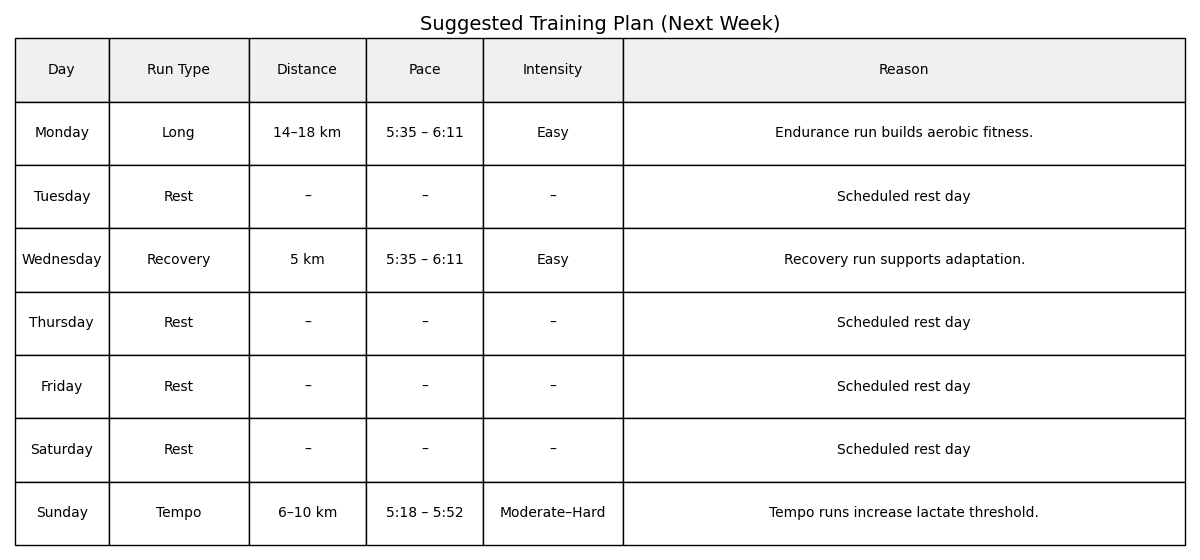 Suggested Training Plan (Next Week)
Day Run Type Distance Pace Intensity Reason
Monday Long 14–18 km 5:35 – 6:11 Easy Endurance run builds aerobic fitness.
Tuesday Rest – – – Scheduled rest day
Wednesday Recovery 5 km 5:35 – 6:11 Easy Recovery run supports adaptation.
Thursday Rest – – – Scheduled rest day
Friday Rest – – – Scheduled rest day
Saturday Rest – – – Scheduled rest day
Sunday Tempo 6–10 km 5:18 – 5:52 Moderate–Hard Tempo runs increase lactate threshold.